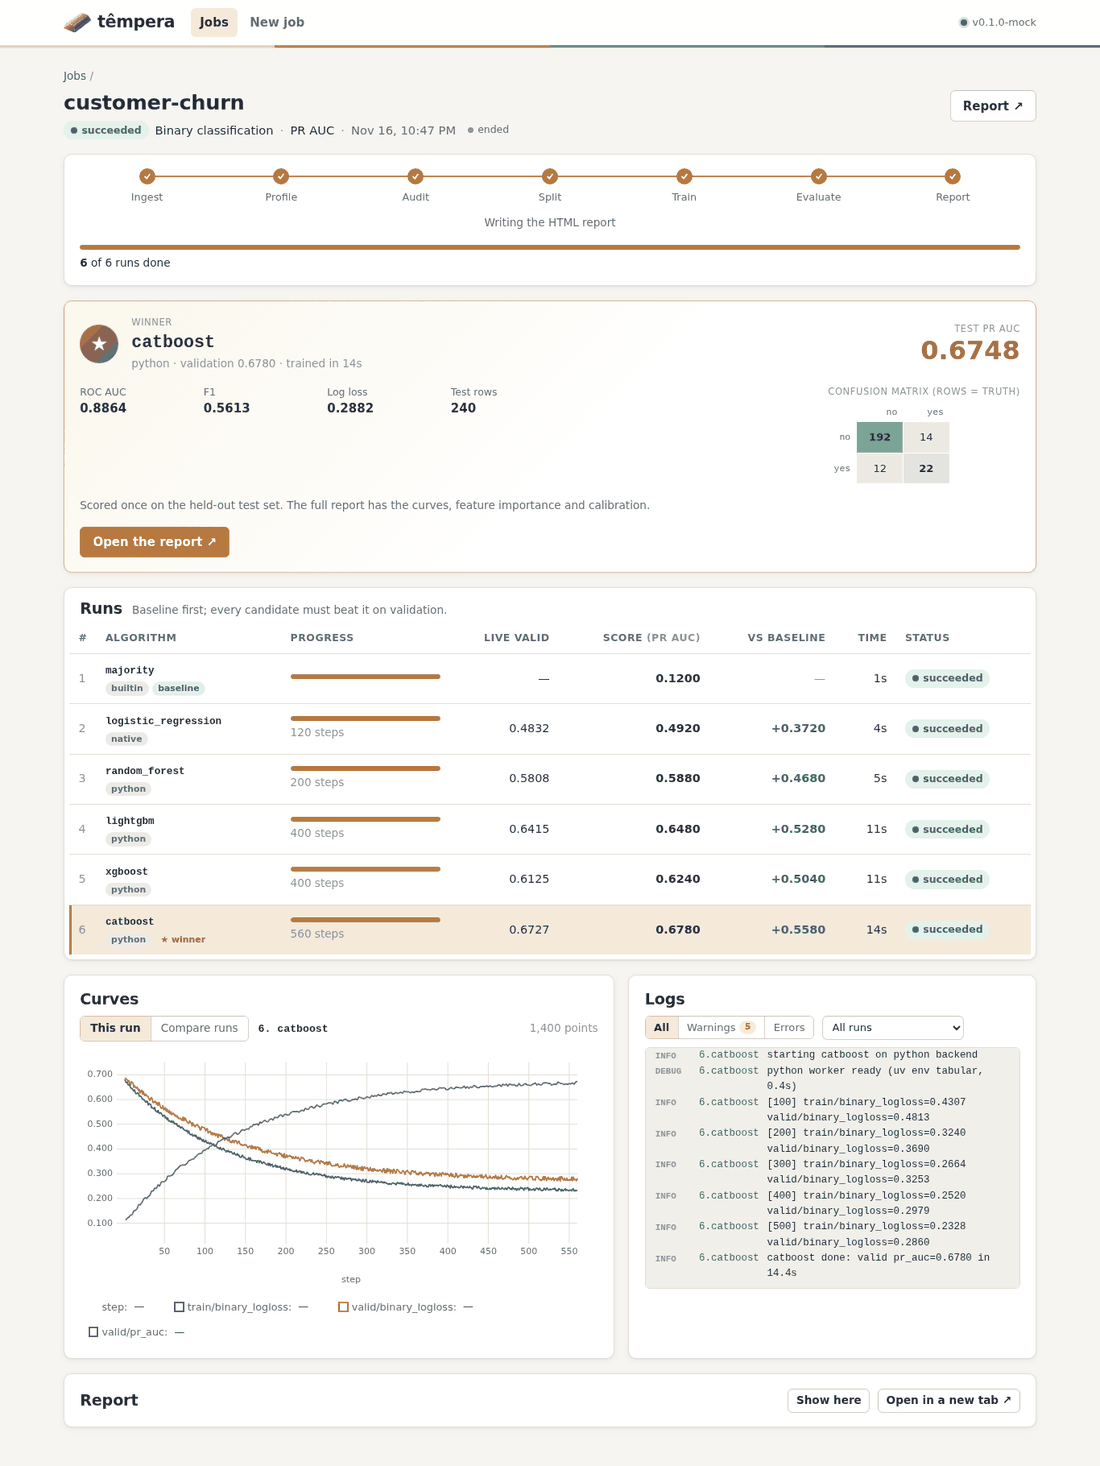 têmpera Jobs New job v0.1.0-mock
Jobs /
customer-churn
Report ↗
succeeded Binary classification · PR AUC · Nov 16, 10:47 PM ended
Ingest Profile Audit Split Train Evaluate Report
Writing the HTML report
6 of 6 runs done
WINNER
catboost
python · validation 0.6780 · trained in 14s
TEST PR AUC
0.6748
ROC AUC F1 Log loss Test rows
0.8864 0.5613 0.2882 240
CONFUSION MATRIX (ROWS = TRUTH)
no yes
no 192 14
yes 12 22
Scored once on the held-out test set. The full report has the curves, feature importance and calibration.
Open the report ↗
Runs Baseline first; every candidate must beat it on validation.
# ALGORITHM PROGRESS LIVE VALID SCORE (PR AUC) VS BASELINE TIME STATUS
1 majority — 0.1200 — 1s succeeded
builtin baseline
2 logistic_regression 0.4832 0.4920 +0.3720 4s succeeded
native 120 steps
3 random_forest 0.5808 0.5880 +0.4680 5s succeeded
python 200 steps
4 lightgbm 0.6415 0.6480 +0.5280 11s succeeded
python 400 steps
5 xgboost 0.6125 0.6240 +0.5040 11s succeeded
python 400 steps
6 catboost 0.6727 0.6780 +0.5580 14s succeeded
python ★ winner 560 steps
Curves
This run Compare runs 6. catboost 1,400 points
0.700
0.600
0.500
0.400
0.300
0.200
0.100
50 100 150 200 250 300 350 400 450 500 550
step
step: — train/binary_logloss: — valid/binary_logloss: —
valid/pr_auc: —
Logs
All Warnings 5 Errors All runs
INFO 6.catboost starting catboost on python backend
DEBUG 6.catboost python worker ready (uv env tabular,
0.4s)
INFO 6.catboost [100] train/binary_logloss=0.4307
valid/binary_logloss=0.4813
INFO 6.catboost [200] train/binary_logloss=0.3240
valid/binary_logloss=0.3690
INFO 6.catboost [300] train/binary_logloss=0.2664
valid/binary_logloss=0.3253
INFO 6.catboost [400] train/binary_logloss=0.2520
valid/binary_logloss=0.2979
INFO 6.catboost [500] train/binary_logloss=0.2328
valid/binary_logloss=0.2860
INFO 6.catboost catboost done: valid pr_auc=0.6780 in
14.4s
Report Show here Open in a new tab ↗